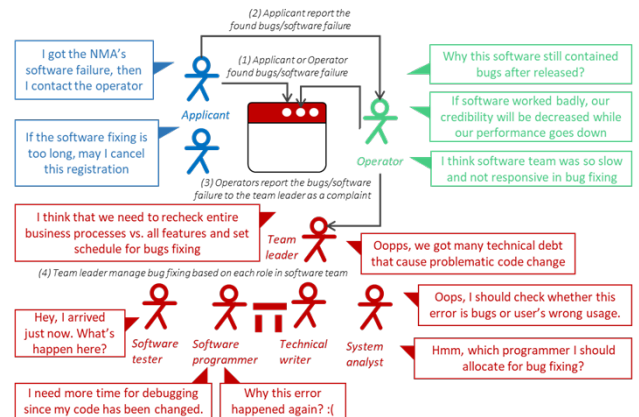 (2) Applicant report the
found bugs/software failure
I got the NMA's
software failure, then
I contact the operator
(1) Applicant or Operator
found bugs/software failure
Why this software still contained
bugs after released?
Applicant
If software worked badly, our
credibility will be decreased while
our performance goes down
If the software fixing is
too long, may I cancel
this registration
Operator
I think software team was so slow
and not responsive in bug fixing
(3) Operators report the bugs/software
failure to the team leader as a complaint
I think that we need to recheck entire
business processes vs. all features and set
schedule for bugs fixing
Team
leader
Oopps, we got many technical debt
that cause problematic code change
(4) Team leader manage bug fixing based on each role in software team
Hey, I arrived
just now. What's
happen here?
Software
tester
Software
programmer
Technical
writer
System
analyst
Oops, I should check whether this
error is bugs or user's wrong usage.
Hmm, which programmer I should
allocate for bug fixing?
I need more time for debugging
since my code has been changed.
Why this error
happened again? :(